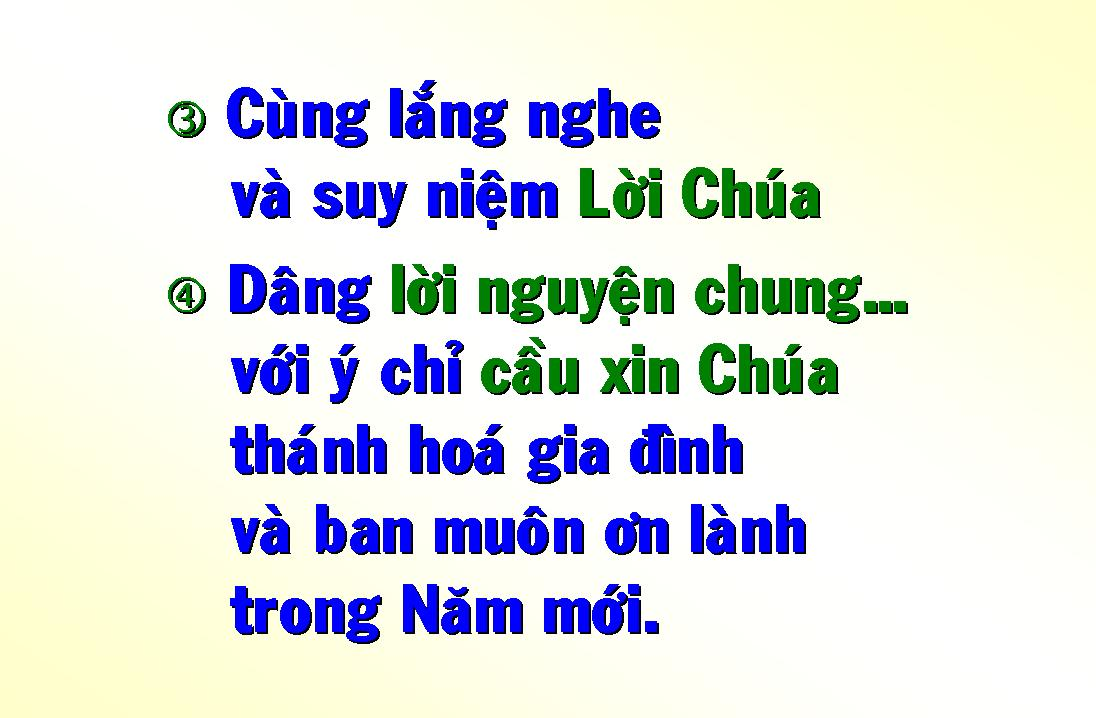 ③ Cùng lắng nghe
và suy niệm Lời Chúa
④ Dâng lời nguyện chung...
với ý chỉ cầu xin Chúa
thánh hoá gia đình
và ban muôn ơn lành
trong Năm mới.